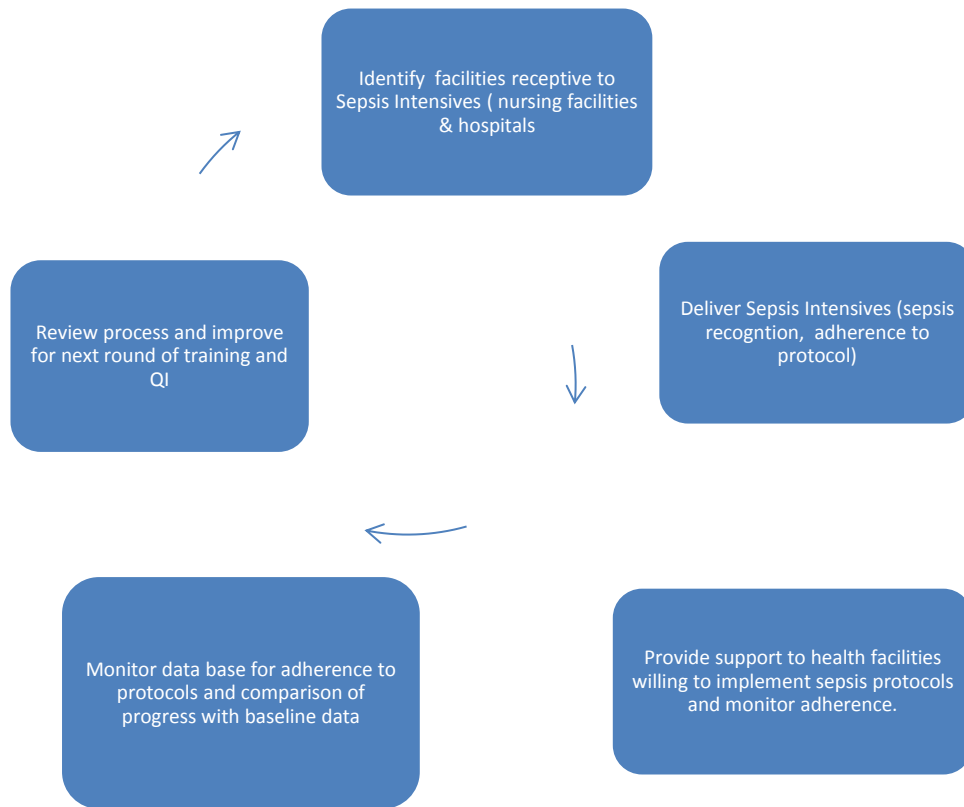 Identify facilities receptive to
Sepsis Intensives ( nursing facilities
& hospitals
Deliver Sepsis Intensives (sepsis
recogntion, adherence to
protocol)
Provide support to health facilities
willing to implement sepsis protocols
and monitor adherence.
Monitor data base for adherence to
protocols and comparison of
progress with baseline data
Review process and improve
for next round of training and
QI